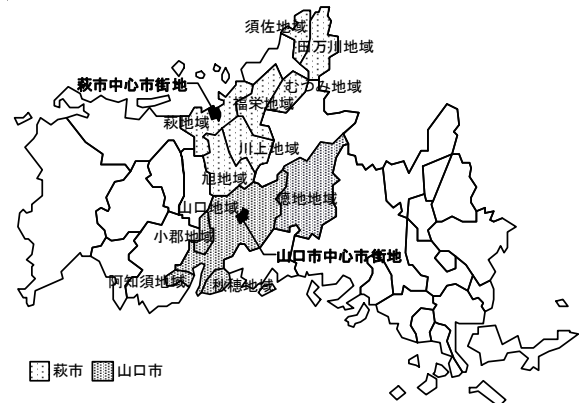 須佐地域
田万川地域
萩市中心市街地
むつみ地域
福栄地域
萩地域
川上地域
旭地域
徳地地域
山口地域
小郡地域
山口市中心市街地
阿知須地域
秋穂地域
萩市
山口市